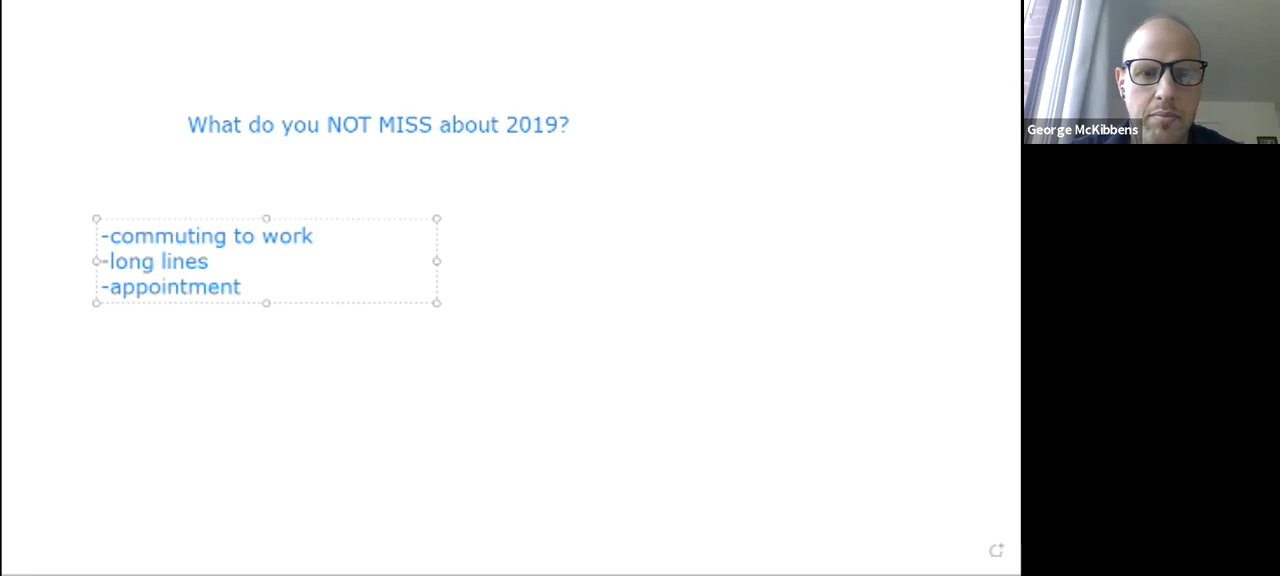 What do you NOT MISS about 2019?
George McKibbens
-commuting to work
-long lines
-appointment